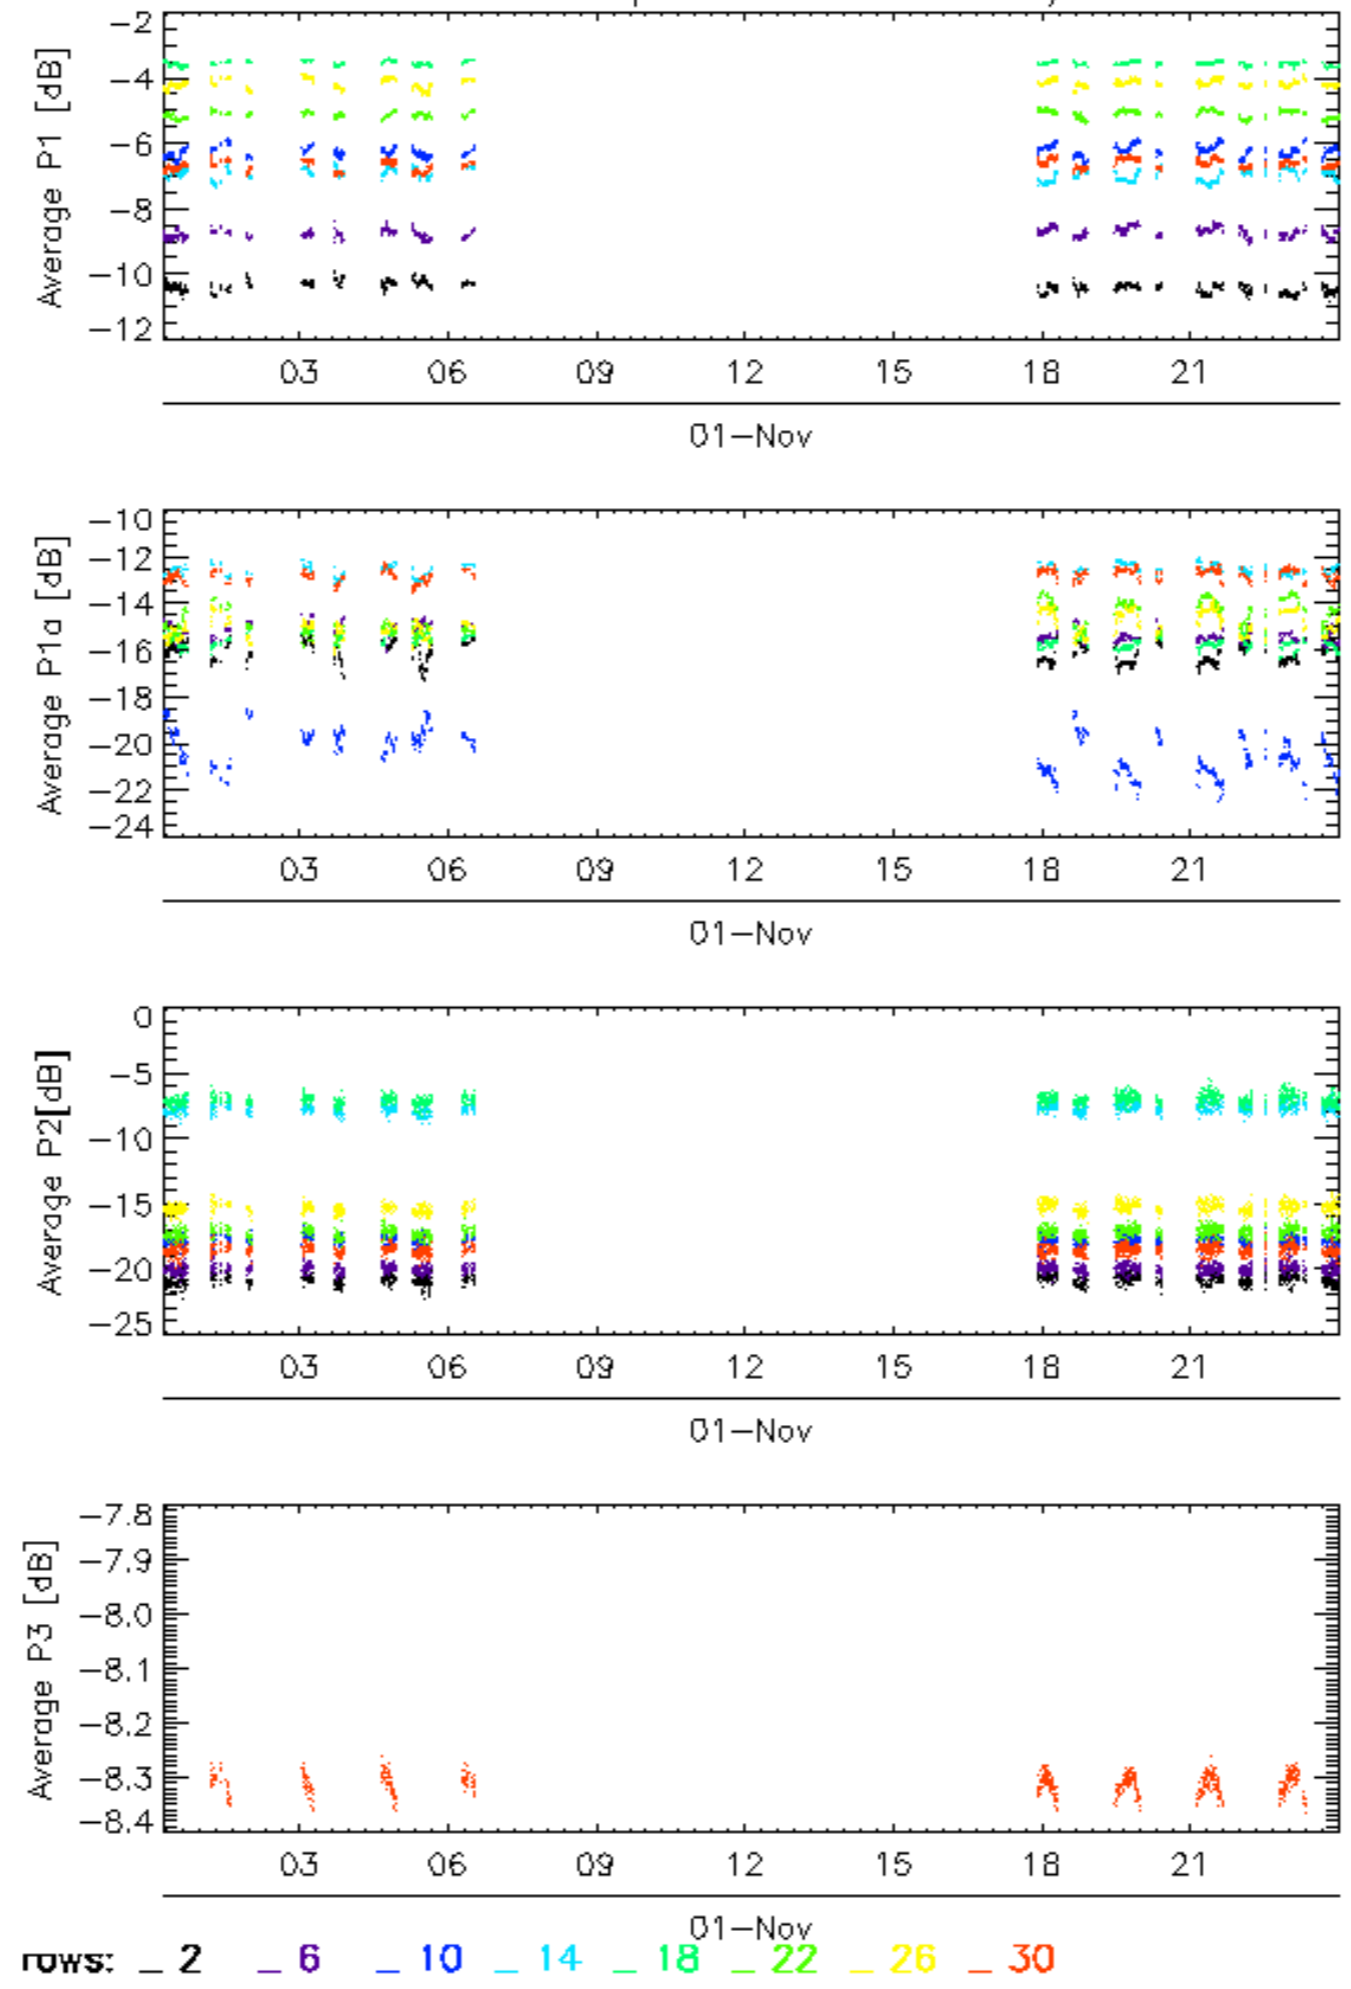 Average P1 [dB]
-2
-4
-6
-8
-10
-12
03 06 09 12 15 18 21
01-Nov
Average P1a [dB]
-10
-12
-14
-16
-18
-20
-22
-24
03 06 09 12 15 18 21
01-Nov
Average P2[dB]
0
-5
-10
-15
-20
-25
03 06 09 12 15 18 21
01-Nov
Average P3 [dB]
-7.8
-7.9
-8.0
-8.1
-8.2
-8.3
-8.4
03 06 09 12 15 18 21
01-Nov
rows: _ 2 _ 6 _ 10 _ 14 _ 18 _ 22 _ 26 _ 30